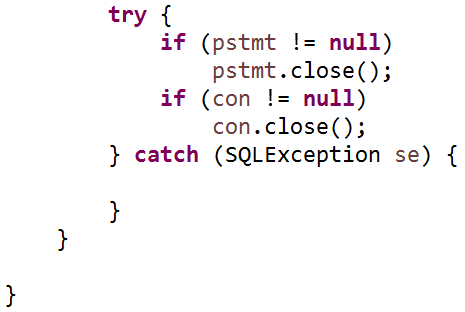 try {
if (pstmt != null)
pstmt.close();
if (con != null)
con.close();
} catch (SQLException se) {
}
}
}